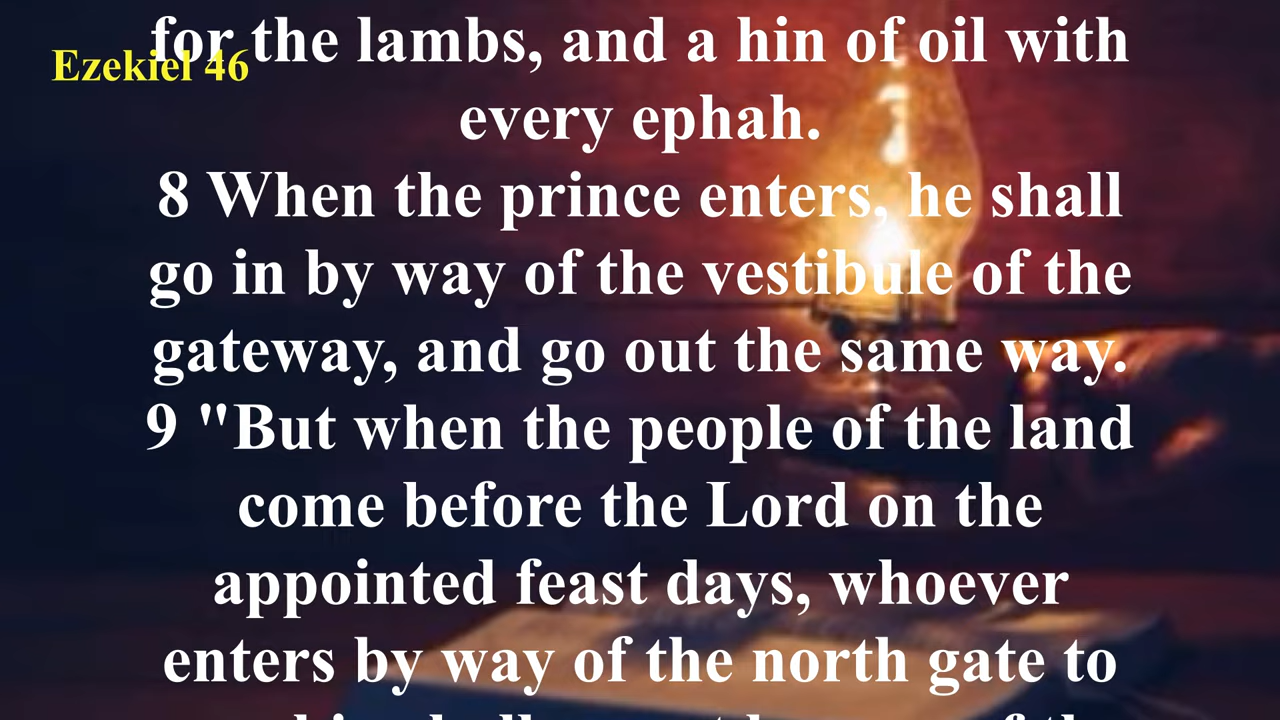 for the lambs, and a hin of oil with
Ezekiel 46
every ephah.
8 When the prince enters, he shall
go in by way of the vestibule of the
gateway, and go out the same way.
9 "But when the people of the land
come before the Lord on the
appointed feast days, whoever
enters by way of the north gate to